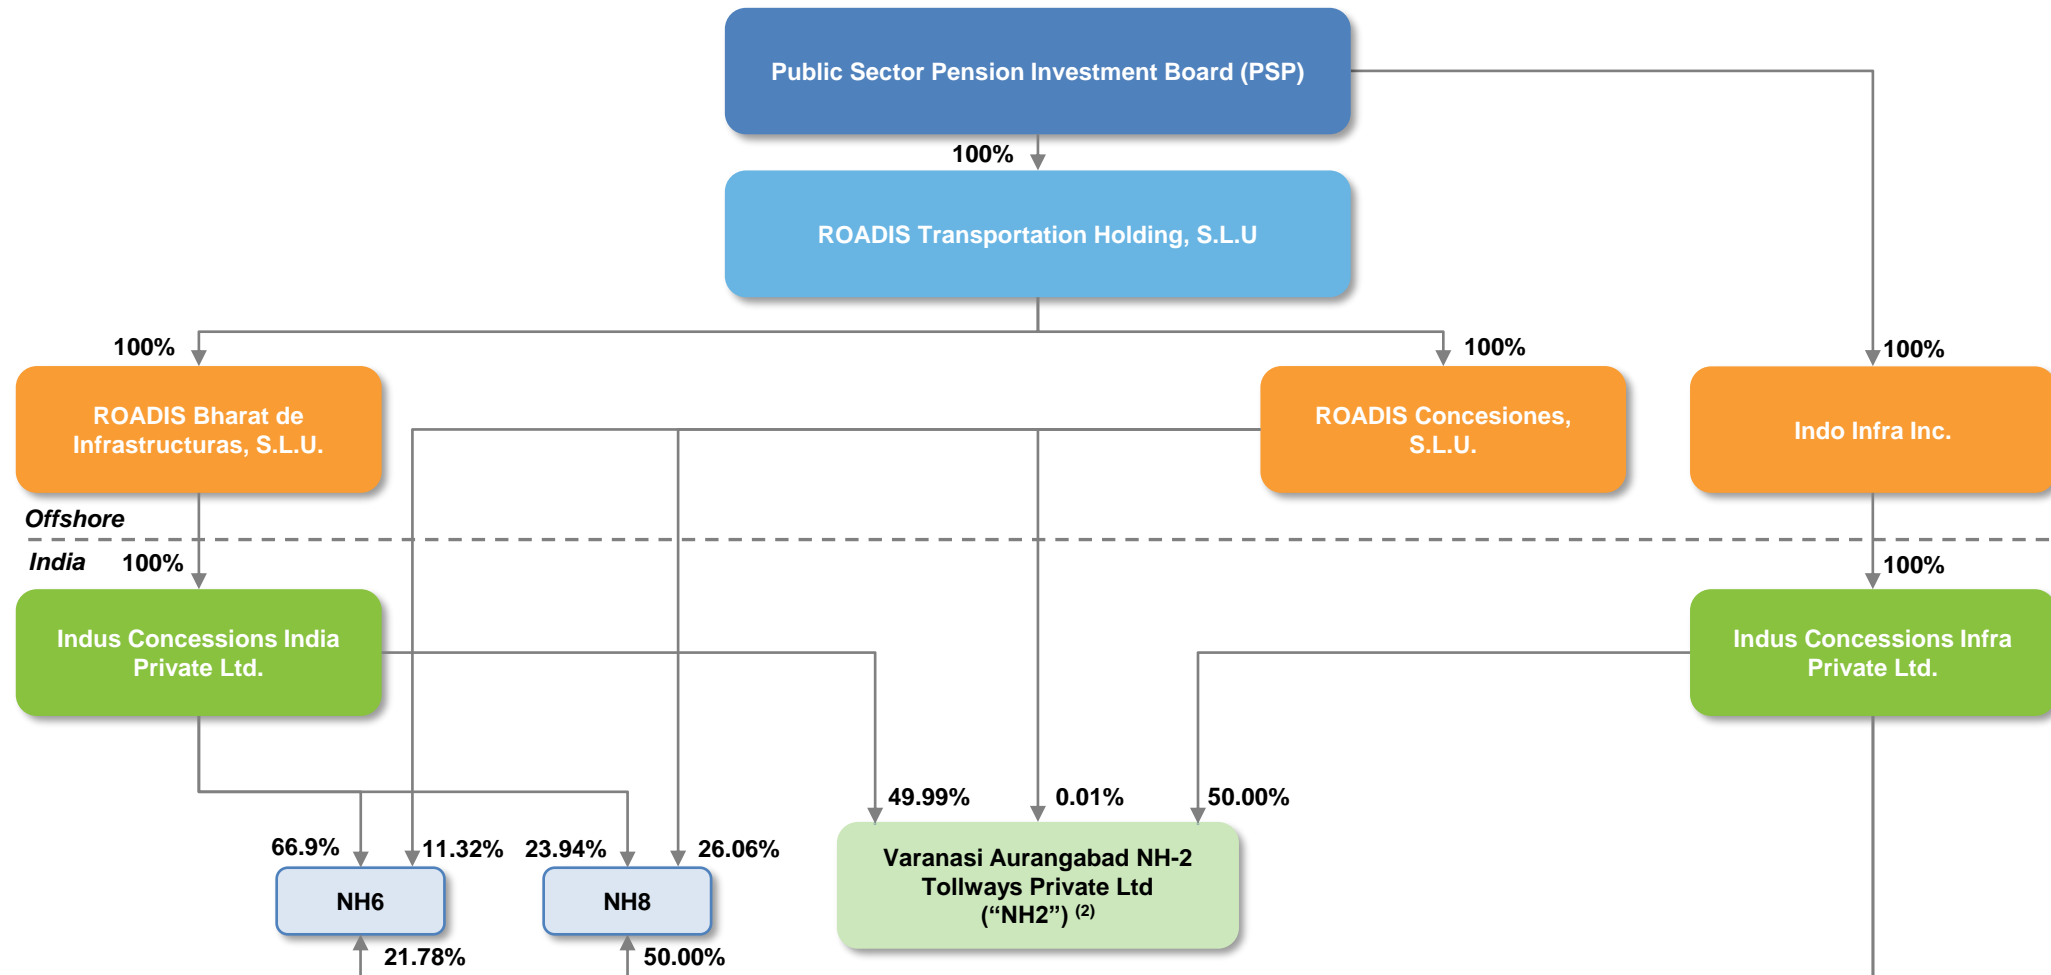 Public Sector Pension Investment Board (PSP)
100%
ROADIS Transportation Holding, S.L.U
100%
100%
100%
ROADIS Bharat de
Infrastructuras, S.L.U.
ROADIS Concesiones,
S.L.U.
Indo Infra Inc.
Offshore
India
100%
100%
Indus Concessions India
Private Ltd.
Indus Concessions Infra
Private Ltd.
49.99%
0.01%
50.00%
66.9%
11.32%
23.94%
26.06%
NH6
NH8
Varanasi Aurangabad NH-2
Tollways Private Ltd
(“NH2”) (2)
21.78%
50.00%